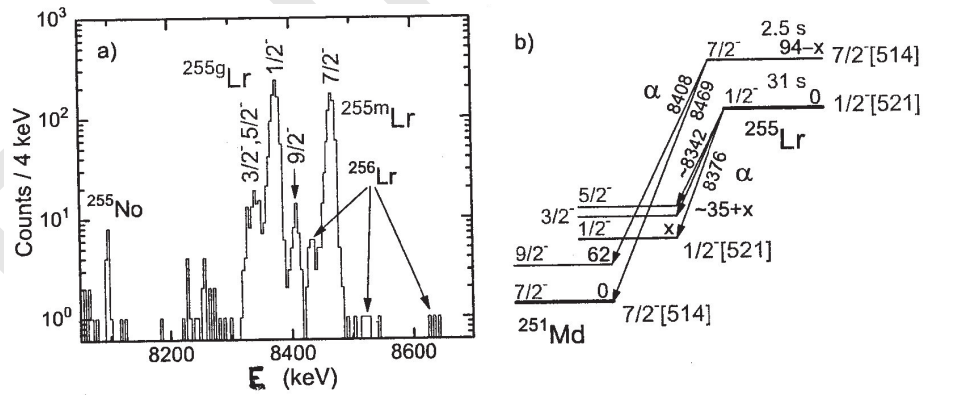 a)
10³
10²
10¹
10⁰
Counts / 4 keV
²⁵⁵No
²⁵⁵ᵍLr
3/2⁻,5/2⁻
1/2⁻
9/2⁻
7/2⁻
²⁵⁵ᵐLr
²⁵⁶Lr
8200
8400
8600
E (keV)
b)
2.5 s
7/2⁻ 94–x 7/2⁻[514]
31 s
1/2⁻ 0 1/2⁻[521]
²⁵⁵Lr
α
8408
8469
~8342
8376
α
5/2⁻
3/2⁻ ~35+x
1/2⁻ x 1/2⁻[521]
9/2⁻ 62
7/2⁻ 0 7/2⁻[514]
²⁵¹Md